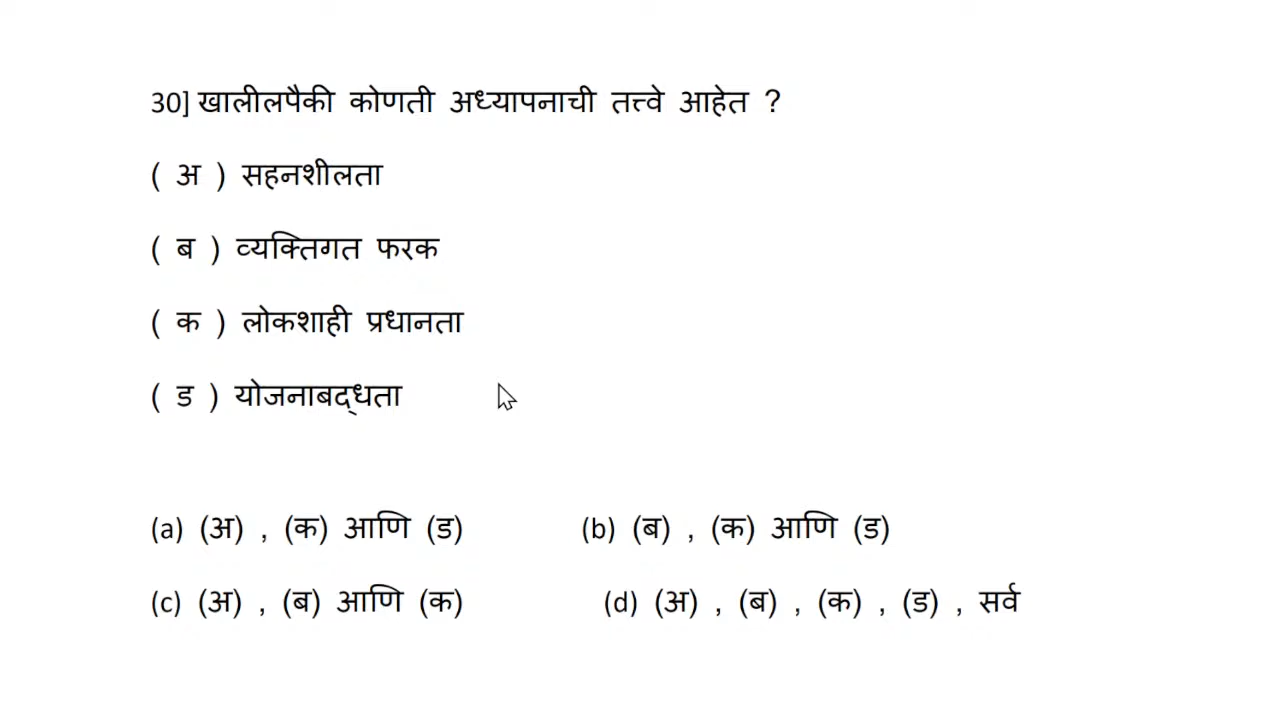 30] खालीलपैकी कोणती अध्यापनाची तत्त्वे आहेत ?
( अ ) सहनशीलता
( ब ) व्यक्तिगत फरक
( क ) लोकशाही प्रधानता
( ड ) योजनाबद्धता
(a) (अ) , (क) आणि (ड) (b) (ब) , (क) आणि (ड)
(c) (अ) , (ब) आणि (क) (d) (अ) , (ब) , (क) , (ड) , सर्व